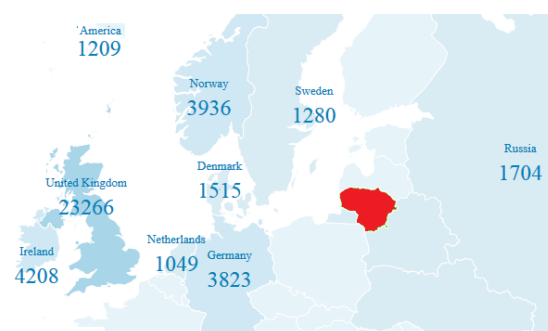 America
1209
Norway
3936
Sweden
1280
Russia
1704
Denmark
1515
United Kingdom
23266
Netherlands
1049
Germany
3823
Ireland
4208